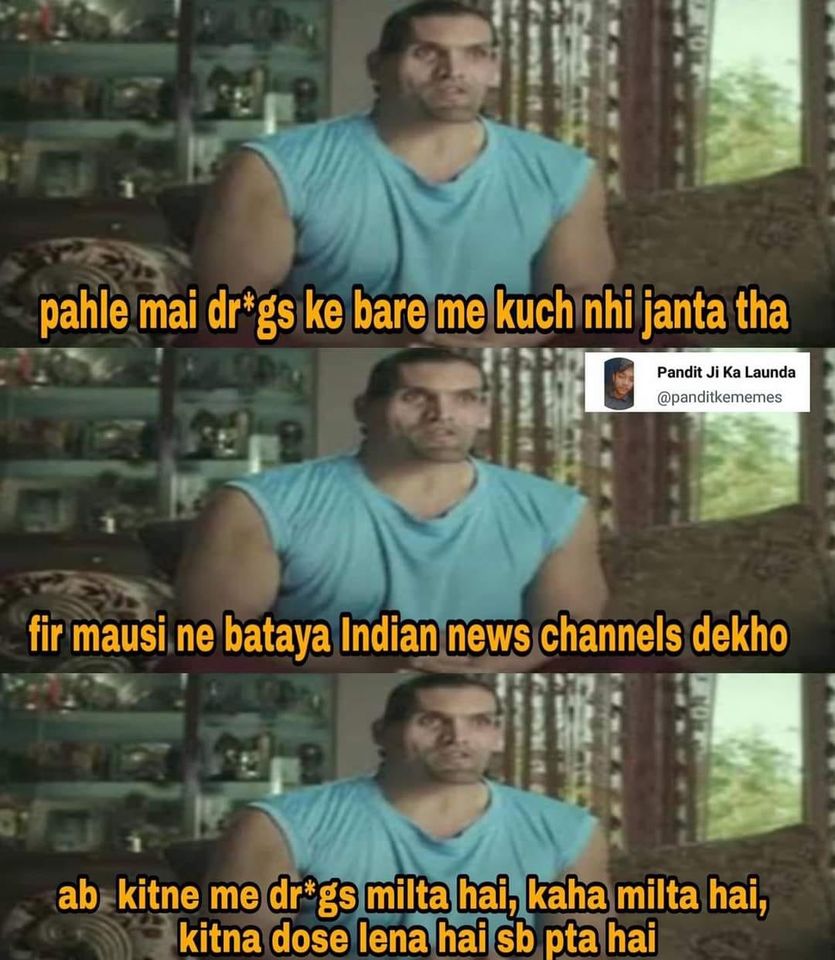 pahle mai dr*gs ke bare me kuch nhi janta tha
Pandit Ji Ka Launda
@panditkememes
fir mausi ne bataya Indian news channels dekho
ab kitne me dr*gs milta hai, kaha milta hai,
kitna dose lena hai sb pta hai